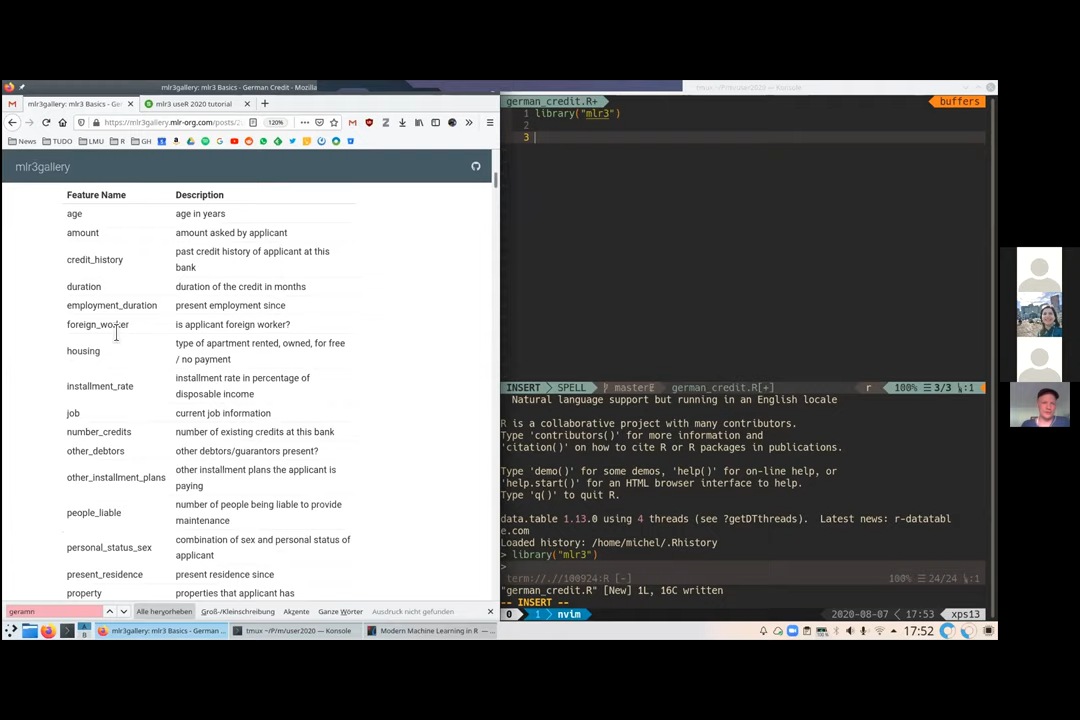 mlr3gallery: mlr3 Basics - German Credit - Mozilla
mlr3gallery: mlr3 Basics - Ger
mlr3 useR 2020 tutorial
https://mlr3gallery.mlr-org.com/posts/2
120%
News
TUDO
LMU
R
GH
mlr3gallery
Feature Name Description
age age in years
amount amount asked by applicant
credit_history past credit history of applicant at this
bank
duration duration of the credit in months
employment_duration present employment since
foreign_worker is applicant foreign worker?
housing type of apartment rented, owned, for free
/ no payment
installment_rate installment rate in percentage of
disposable income
job current job information
number_credits number of existing credits at this bank
other_debtors other debtors/guarantors present?
other_installment_plans other installment plans the applicant is
paying
people_liable number of people being liable to provide
maintenance
personal_status_sex combination of sex and personal status of
applicant
present_residence present residence since
property properties that applicant has
geramn
Alle hervorheben Groß-/Kleinschreibung Akzente Ganze Wörter Ausdruck nicht gefunden
tmux ~/P/m/user2020 — Konsole
german_credit.R+ buffers
1 library("mlr3")
2
3
INSERT SPELL master german_credit.R[+] r 100% 3/3 :1
Natural language support but running in an English locale
R is a collaborative project with many contributors.
Type 'contributors()' for more information and
'citation()' on how to cite R or R packages in publications.
Type 'demo()' for some demos, 'help()' for on-line help, or
'help.start()' for an HTML browser interface to help.
Type 'q()' to quit R.
data.table 1.13.0 using 4 threads (see ?getDTthreads).  Latest news: r-datatabl
e.com
Loaded history: /home/michel/.Rhistory
> library("mlr3")
>
term://.//100924:R [-] 100% 24/24 :1
"german_credit.R" [New] 1L, 16C written
-- INSERT --
0 1 nvim 2020-08-07 17:53 xps13
mlr3gallery: mlr3 Basics - German ...
tmux ~/P/m/user2020 — Konsole
Modern Machine Learning in R — ...
17:52